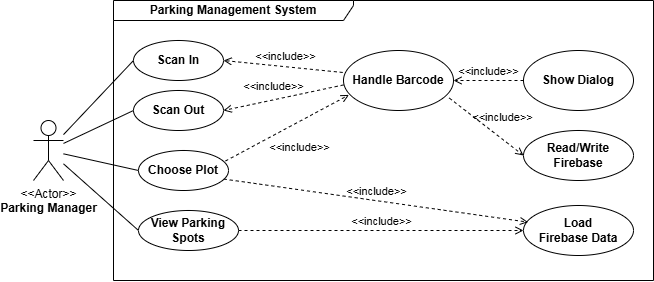 Parking Management System
Scan In
<<include>>
Handle Barcode
<<include>>
Show Dialog
Scan Out
<<include>>
<<include>>
Read/Write
Firebase
<<include>>
Choose Plot
<<Actor>>
Parking Manager
<<include>>
View Parking
Spots
<<include>>
Load
Firebase Data